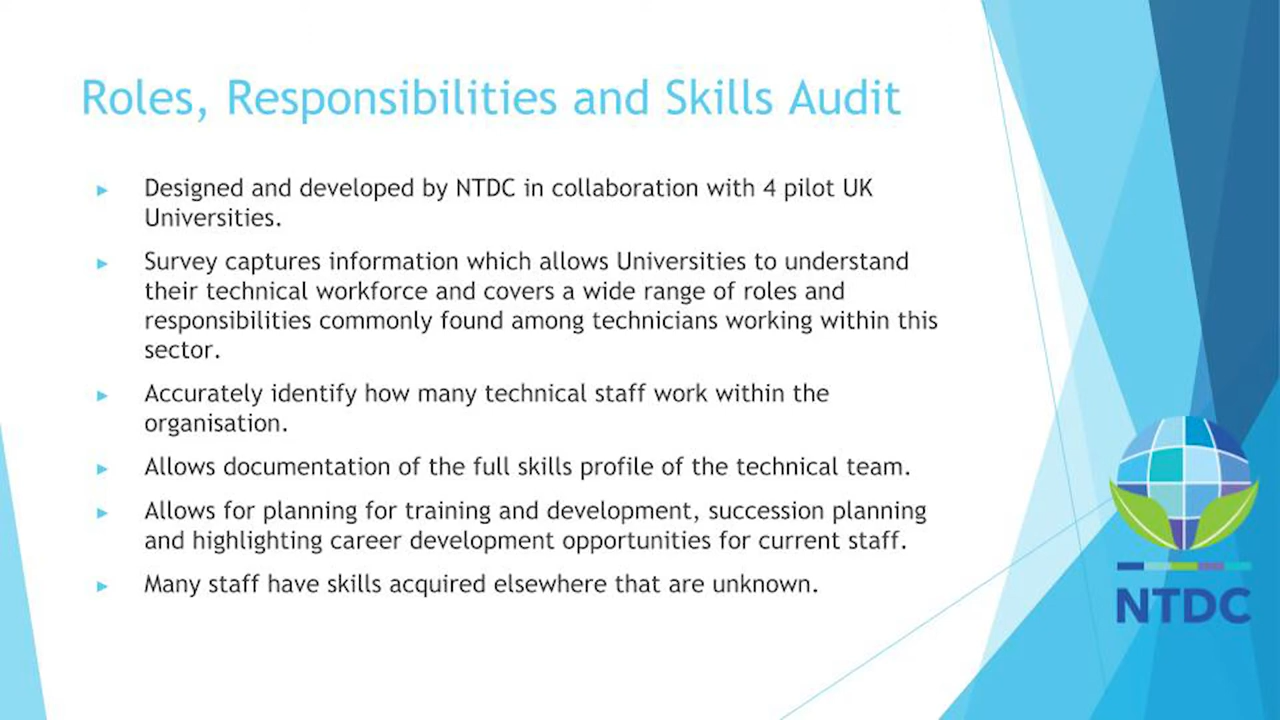 Roles, Responsibilities and Skills Audit
Designed and developed by NTDC in collaboration with 4 pilot UK
Universities.
Survey captures information which allows Universities to understand
their technical workforce and covers a wide range of roles and
responsibilities commonly found among technicians working within this
sector.
Accurately identify how many technical staff work within the
organisation.
Allows documentation of the full skills profile of the technical team.
Allows for planning for training and development, succession planning
and highlighting career development opportunities for current staff.
Many staff have skills acquired elsewhere that are unknown.
NTDC